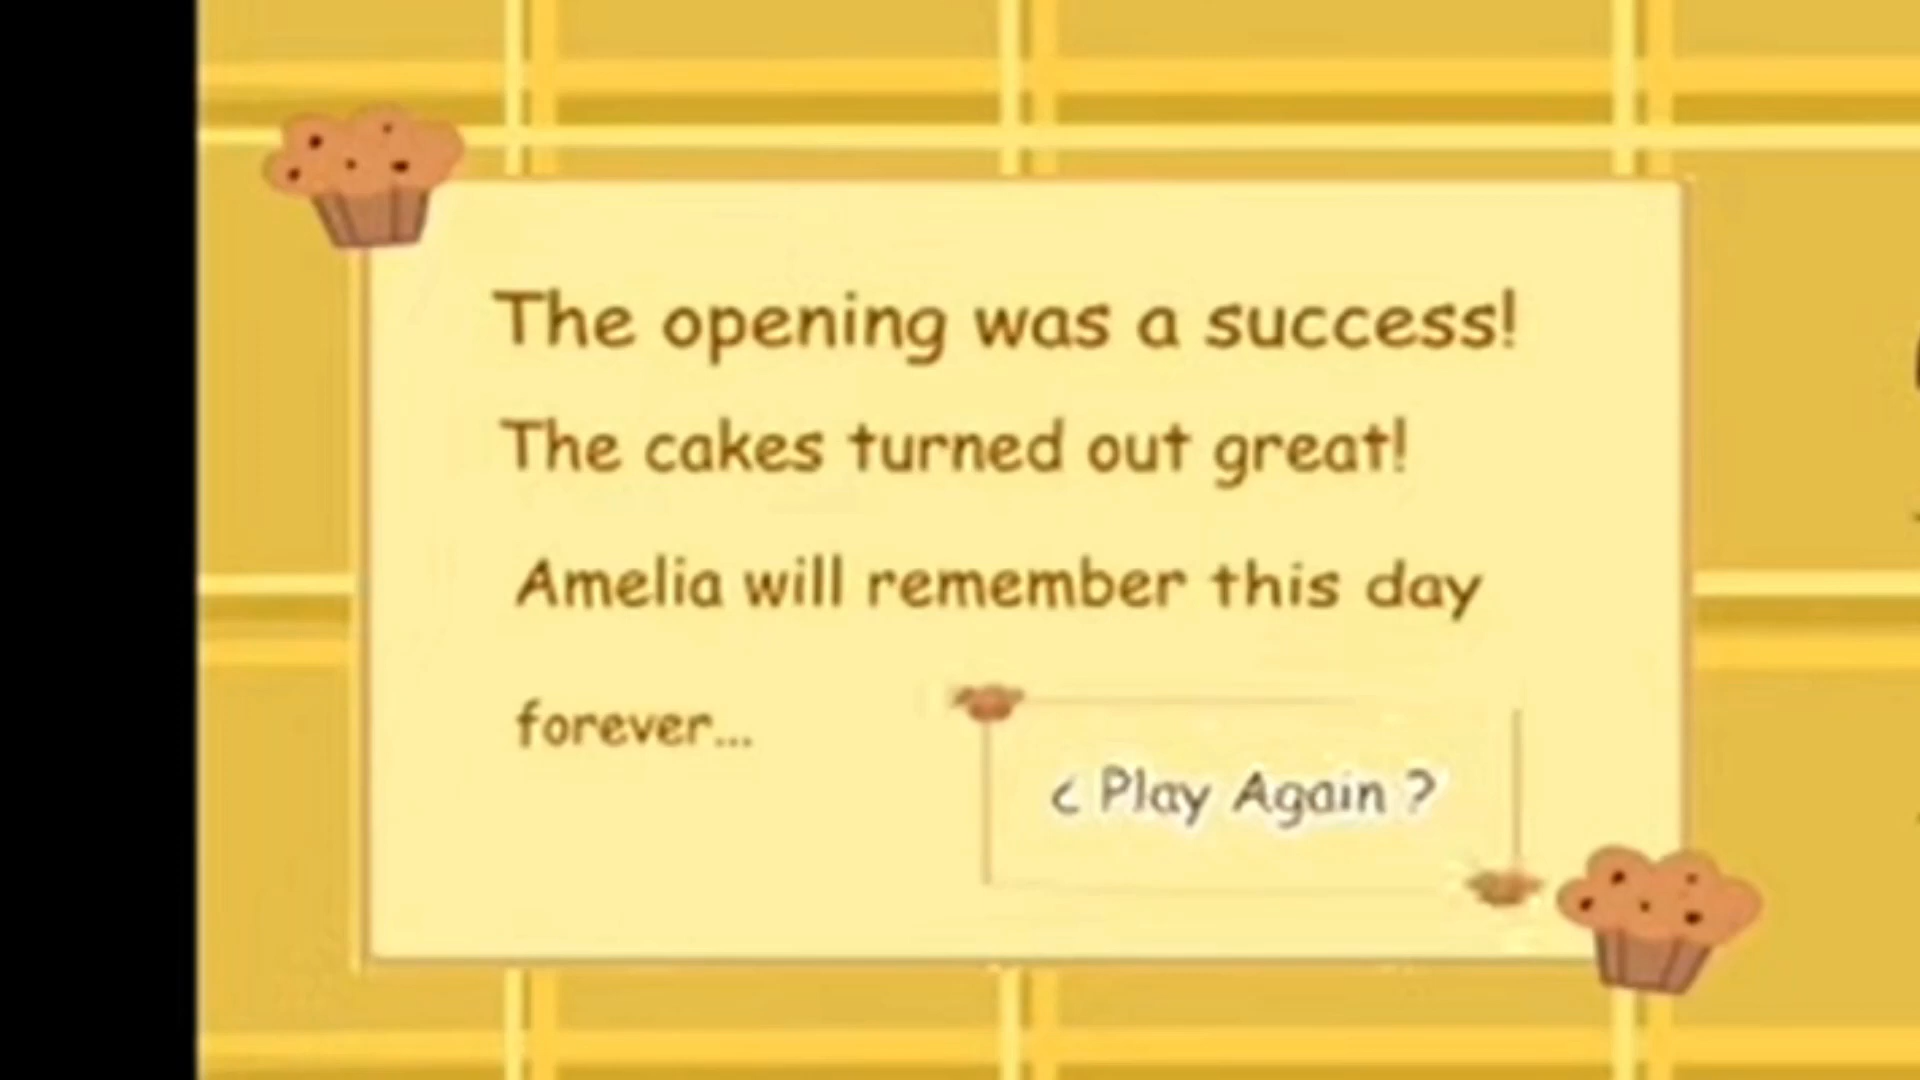 The opening was a success!
The cakes turned out great!
Amelia will remember this day
forever...
¿ Play Again ?